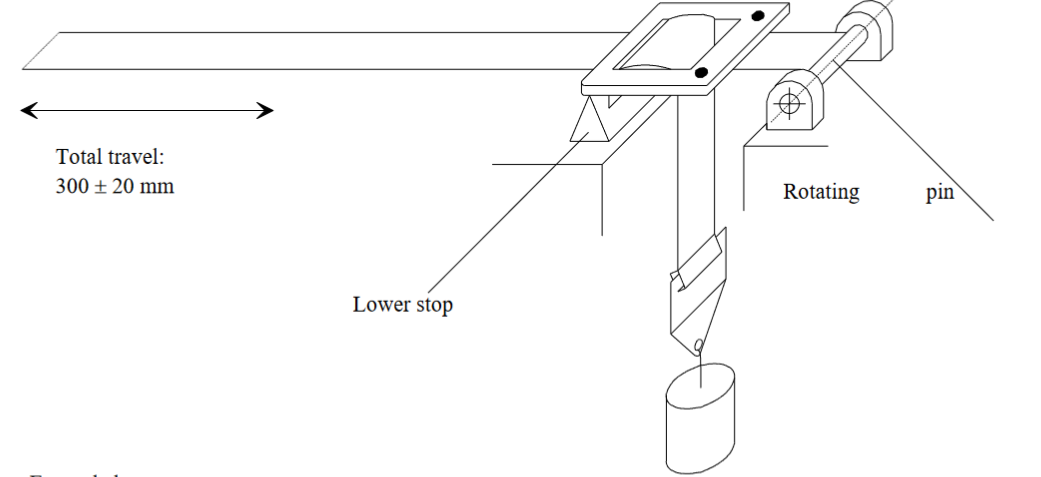 Total travel:
300 ± 20 mm
Rotating pin
Lower stop